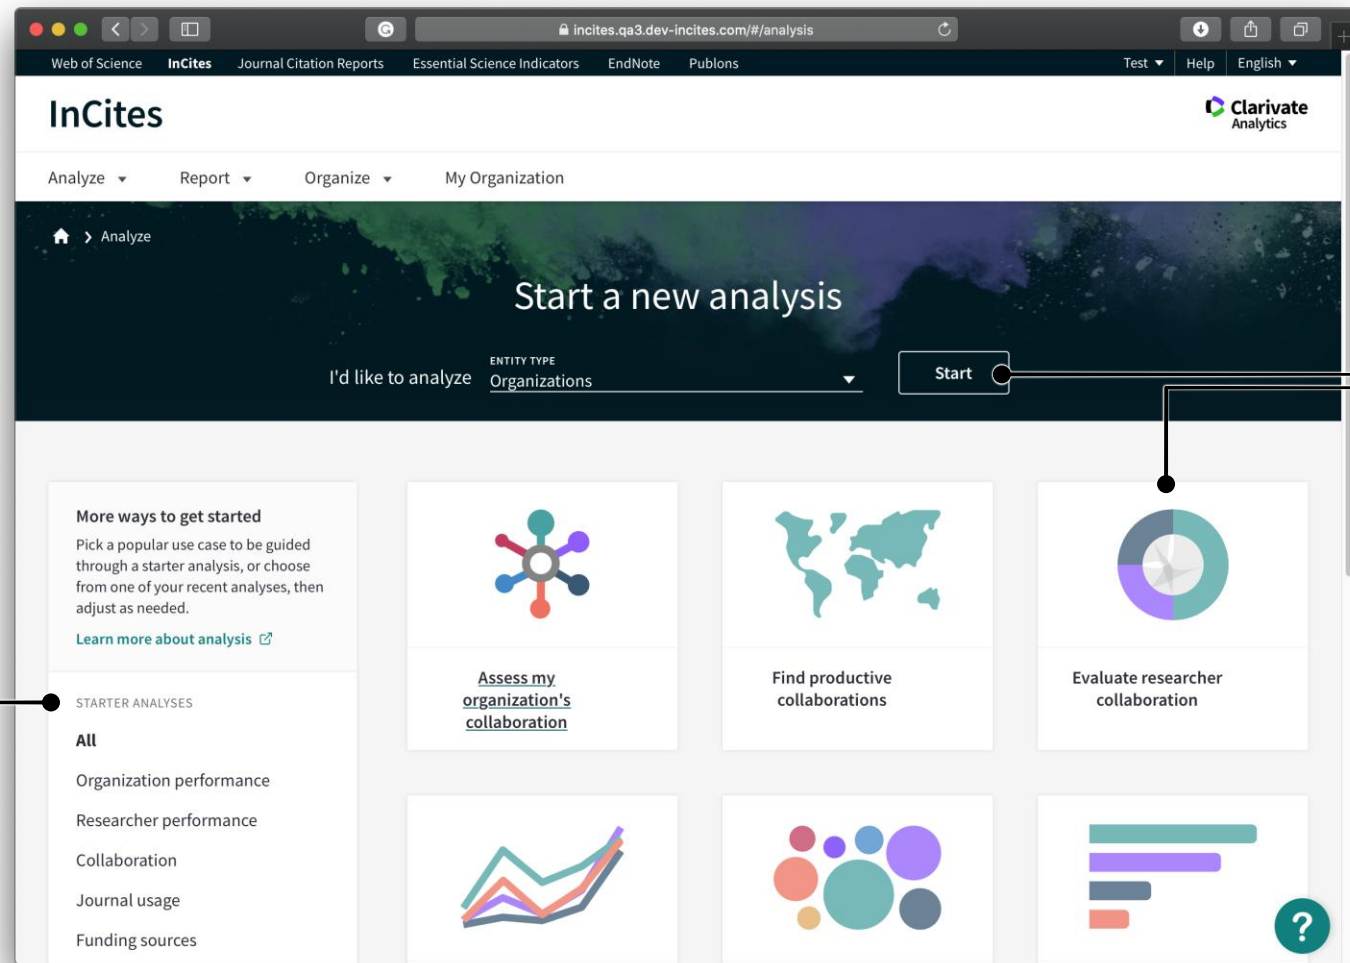 incites.qa3.dev-incites.com/#/analysis
Web of Science InCites Journal Citation Reports Essential Science Indicators EndNote Publons Test Help English
InCites
Clarivate
Analytics
Analyze Report Organize My Organization
> Analyze
Start a new analysis
ENTITY TYPE
I'd like to analyze Organizations Start
More ways to get started
Pick a popular use case to be guided
through a starter analysis, or choose
from one of your recent analyses, then
adjust as needed.
Learn more about analysis
STARTER ANALYSES
All
Organization performance
Researcher performance
Collaboration
Journal usage
Funding sources
Assess my
organization's
collaboration
Find productive
collaborations
Evaluate researcher
collaboration
?